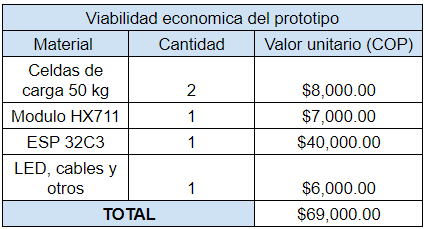 Viabilidad economica del prototipo
Material Cantidad Valor unitario (COP)
Celdas de
carga 50 kg 2 $8,000.00
Modulo HX711 1 $7,000.00
ESP 32C3 1 $40,000.00
LED, cables y
otros 1 $6,000.00
TOTAL $69,000.00